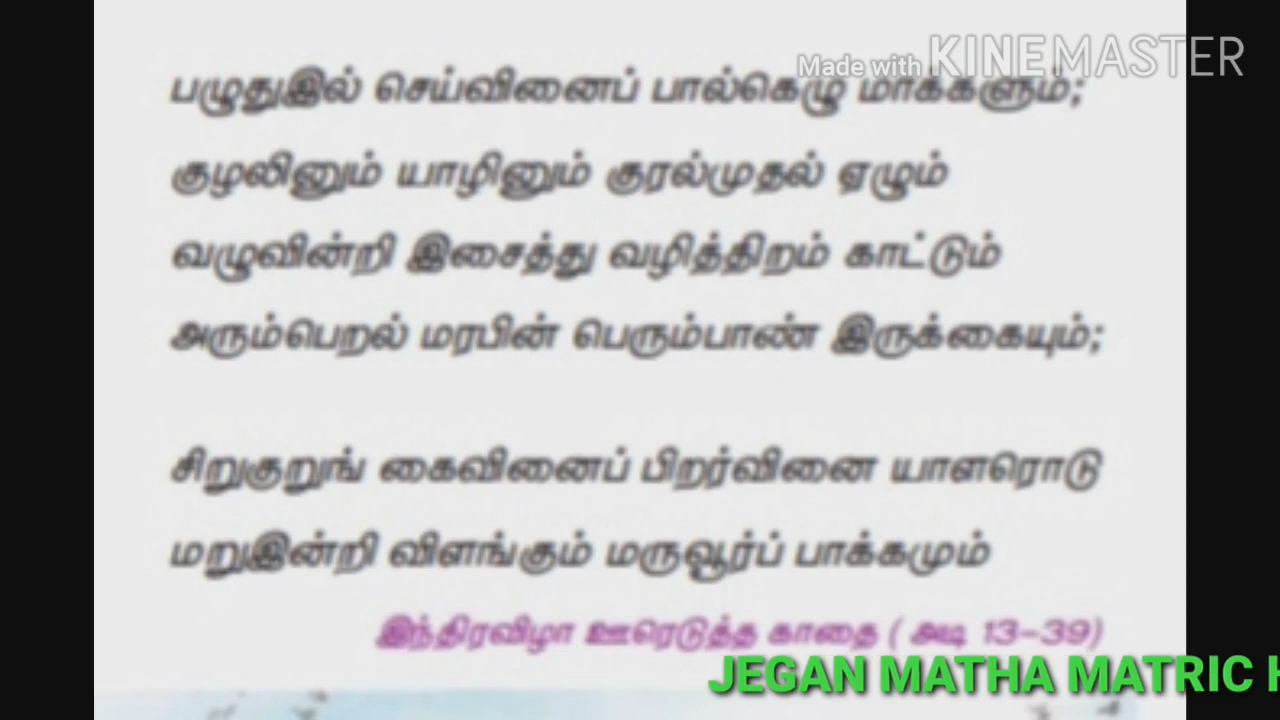 Made with KINEMASTER
பழுதுஇல் செய்வினைப் பால்கெழு மாக்களும்;
குழலினும் யாழினும் குரல்முதல் ஏழும்
வழுவின்றி இசைத்து வழித்திறம் காட்டும்
அரும்பெறல் மரபின் பெரும்பாண் இருக்கையும்;
சிறுகுறுங் கைவினைப் பிறர்வினை யாளரொடு
மறுஇன்றி விளங்கும் மருவூர்ப் பாக்கமும்
இந்திரவிழா ஊரெடுத்த காதை ( அடி 13-39)
JEGAN MATHA MATRIC H